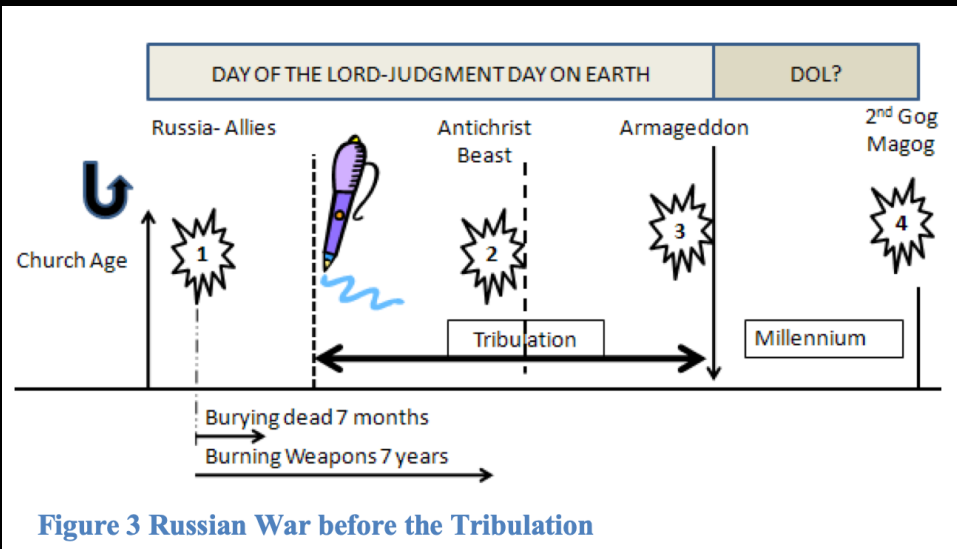 DAY OF THE LORD-JUDGMENT DAY ON EARTH
DOL?
Russia- Allies
Antichrist
Beast
Armageddon
2nd Gog
Magog
Church Age
1
2
3
4
Tribulation
Millennium
Burying dead 7 months
Burning Weapons 7 years
Figure 3 Russian War before the Tribulation